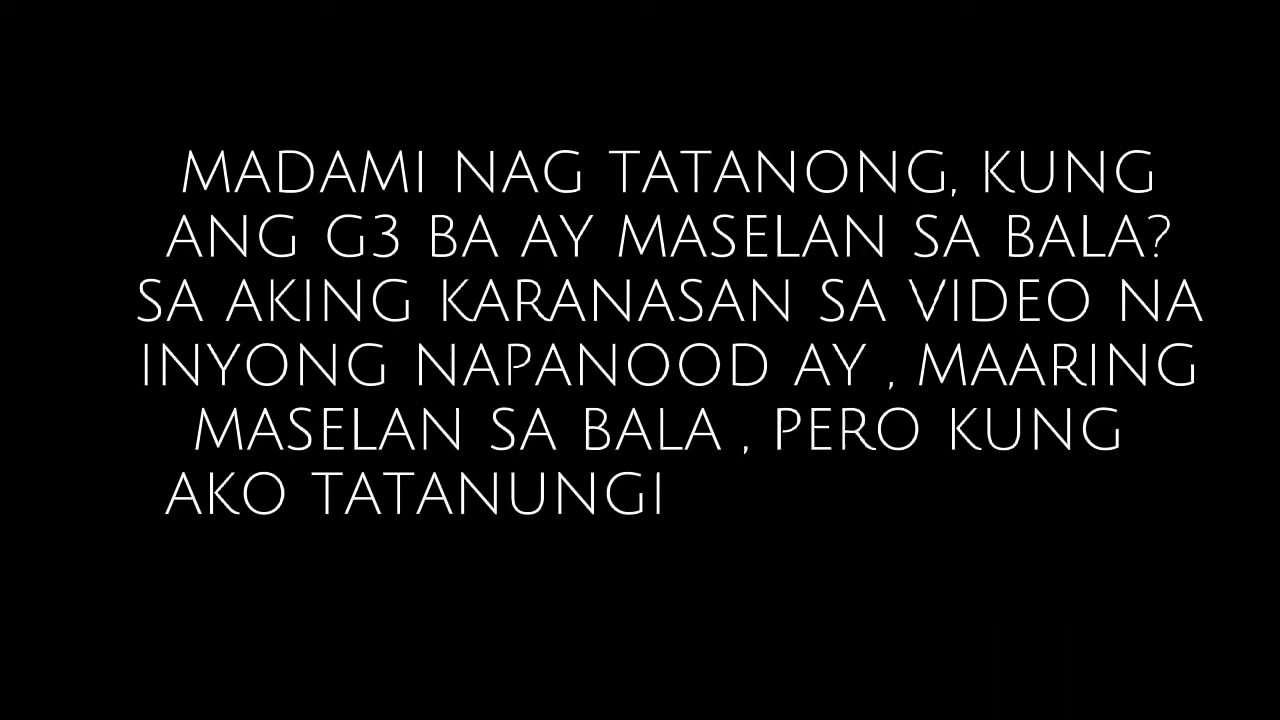 MADAMI NAG TATANONG, KUNG
ANG G3 BA AY MASELAN SA BALA?
SA AKING KARANASAN SA VIDEO NA
INYONG NAPANOOD AY , MAARING
MASELAN SA BALA , PERO KUNG
AKO TATANUNGI